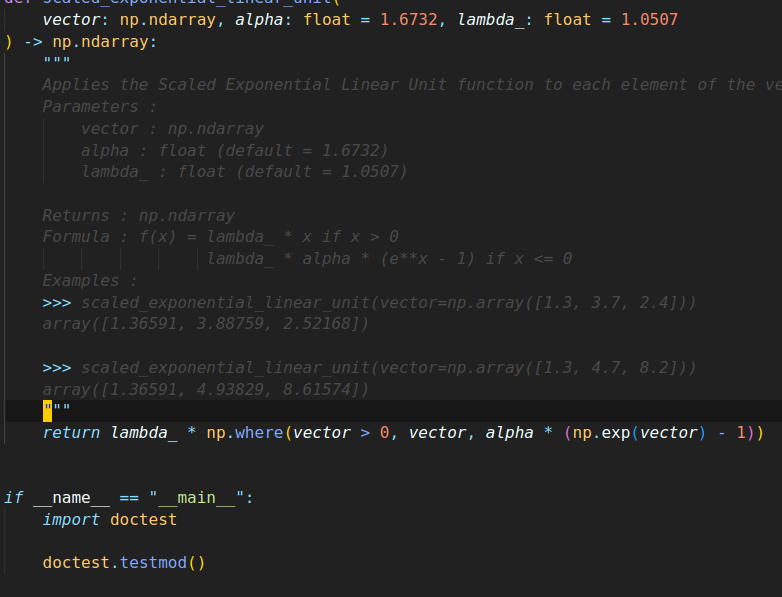 def scaled_exponential_linear_unit(
    vector: np.ndarray, alpha: float = 1.6732, lambda_: float = 1.0507
) -> np.ndarray:
    """
    Applies the Scaled Exponential Linear Unit function to each element of the
    Parameters :
        vector : np.ndarray
        alpha : float (default = 1.6732)
        lambda_ : float (default = 1.0507)

    Returns : np.ndarray
    Formula : f(x) = lambda_ * x if x > 0
                     lambda_ * alpha * (e**x - 1) if x <= 0
    Examples :
    >>> scaled_exponential_linear_unit(vector=np.array([1.3, 3.7, 2.4]))
    array([1.36591, 3.88759, 2.52168])

    >>> scaled_exponential_linear_unit(vector=np.array([1.3, 4.7, 8.2]))
    array([1.36591, 4.93829, 8.61574])
    """
    return lambda_ * np.where(vector > 0, vector, alpha * (np.exp(vector) - 1))


if __name__ == "__main__":
    import doctest

    doctest.testmod()